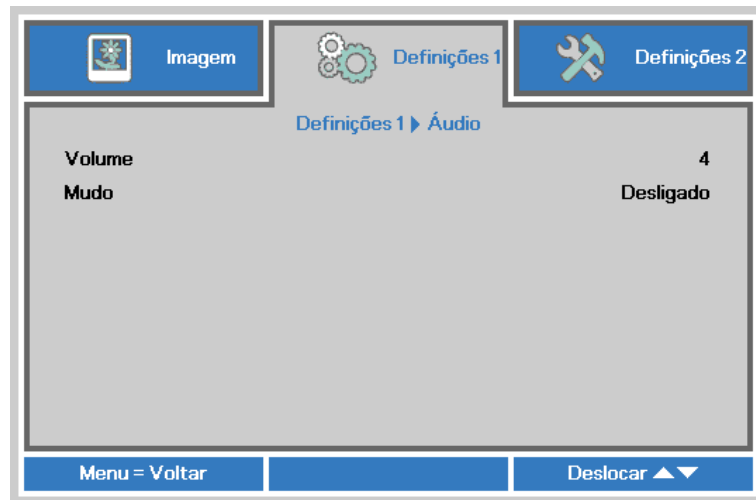 Imagem Definições 1 Definições 2
Definições 1 Áudio
Volume 4
Mudo Desligado
Menu = Voltar Deslocar